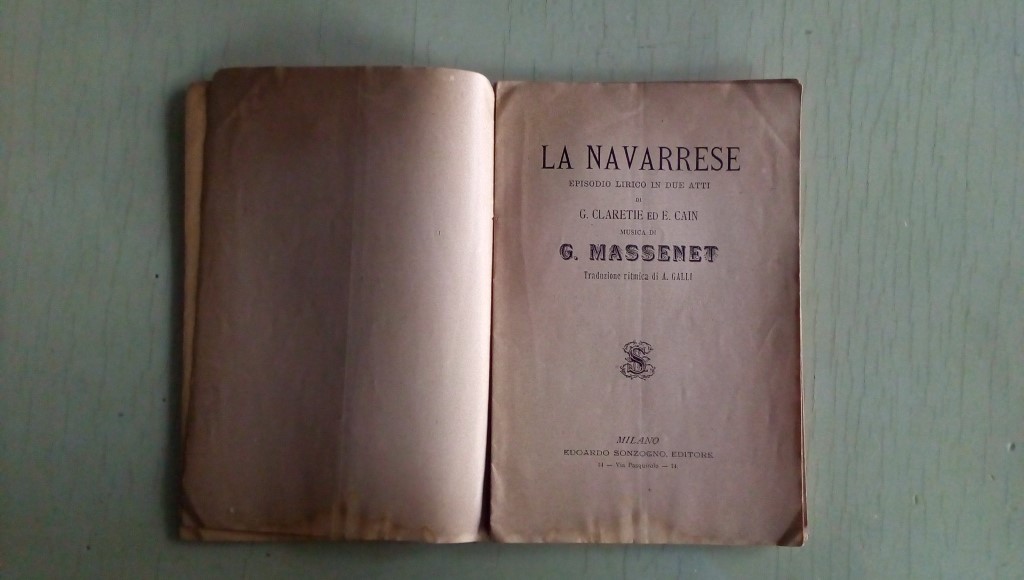 LA NAVARRESE
EPISODIO LIRICO IN DUE ATTI
DI
G. CLARETIE ED E. CAIN
MUSICA DI
G. MASSENET
Traduzione ritmica di A. GALLI
S
MILANO
EDOARDO SONZOGNO, EDITORE
14 — Via Pasquirolo — 14